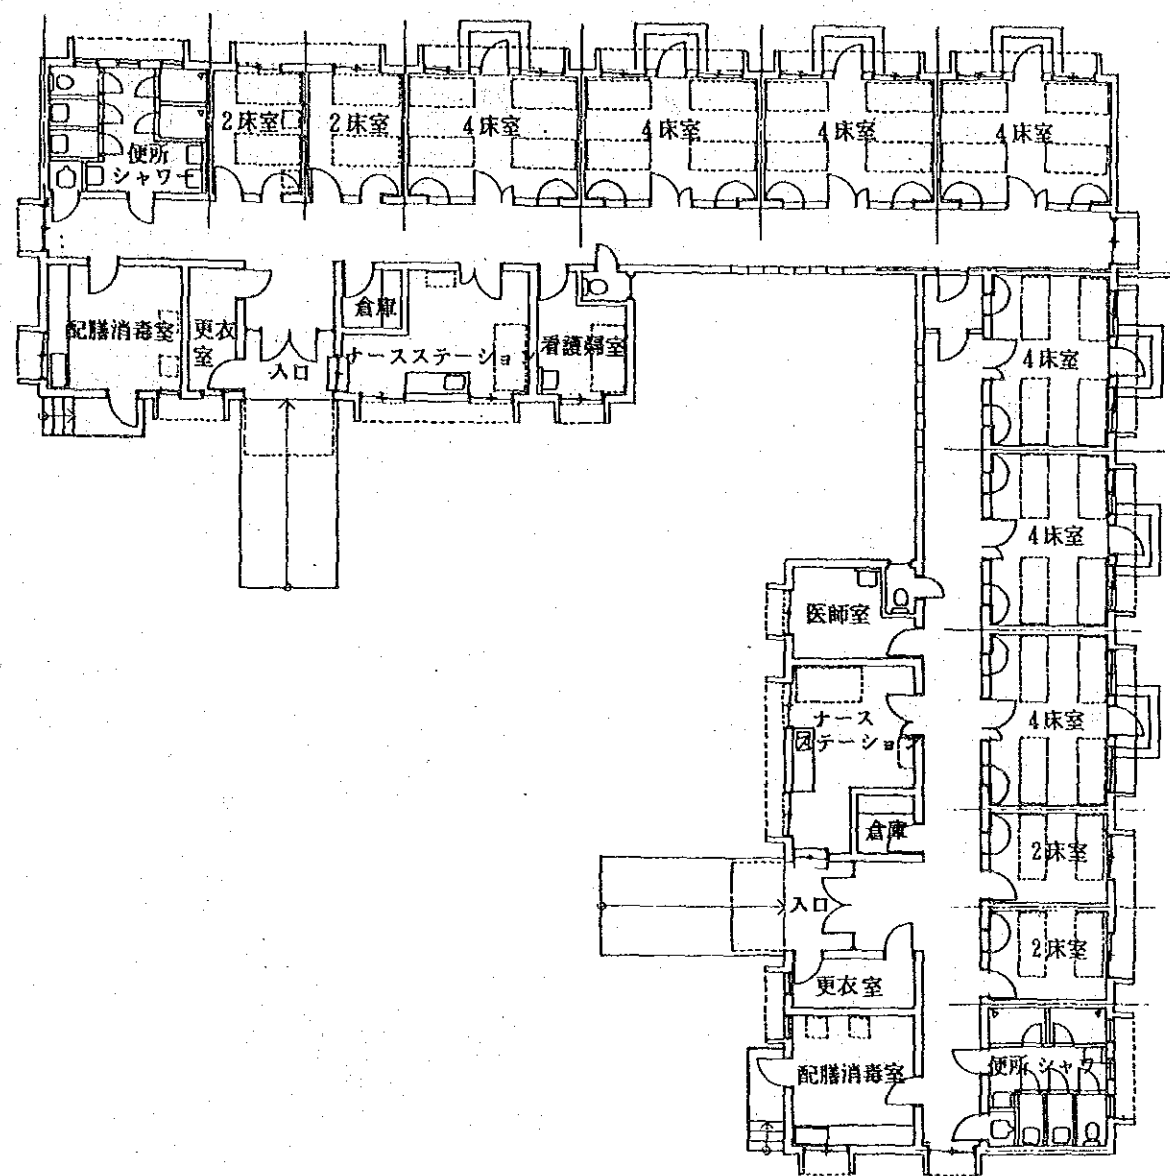 2床室
2床室
4床室
4床室
4床室
4床室
便所
シャワー
配膳消毒室
更衣
室
入口
倉庫
ナースステーション
看護婦室
4床室
4床室
医師室
ナース
ステーション
4床室
倉庫
2床室
入口
2床室
更衣室
配膳消毒室
便所 シャワー